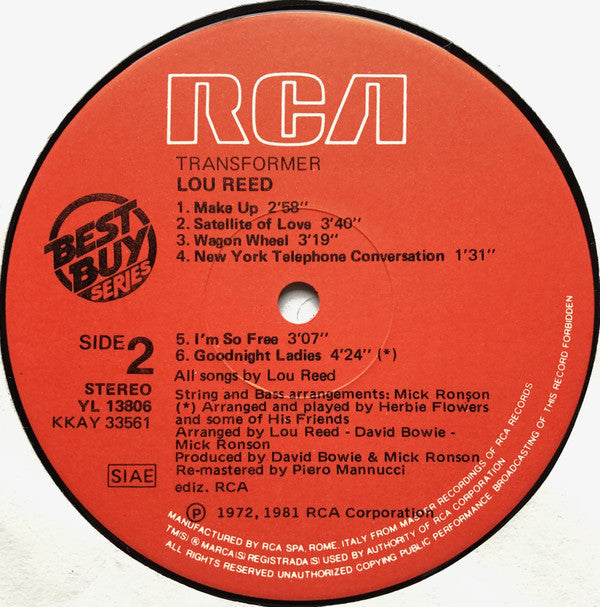 RCA
TRANSFORMER
LOU REED
1. Make Up 2'58"
2. Satellite of Love 3'40"
3. Wagon Wheel 3'19"
4. New York Telephone Conversation 1'31"
BEST
BUY
SERIES
SIDE 2
STEREO
YL 13806
KKAY 33561
SIAE
5. I'm So Free 3'07"
6. Goodnight Ladies 4'24" (*)
All songs by Lou Reed
String and Bass arrangements: Mick Ronson
(*) Arranged and played by Herbie Flowers
and some of His Friends
Arranged by Lou Reed - David Bowie -
Mick Ronson
Produced by David Bowie & Mick Ronson
Re-mastered by Piero Mannucci
ediz. RCA
Ⓟ 1972, 1981 RCA Corporation
MANUFACTURED BY RCA SPA, ROME, ITALY FROM MASTER RECORDINGS OF RCA RECORDS
TM(S) ® MARCA(S) REGISTRADA(S) USED BY AUTHORITY OF RCA CORPORATION
ALL RIGHTS RESERVED UNAUTHORIZED COPYING PUBLIC PERFORMANCE BROADCASTING OF THIS RECORD FORBIDDEN